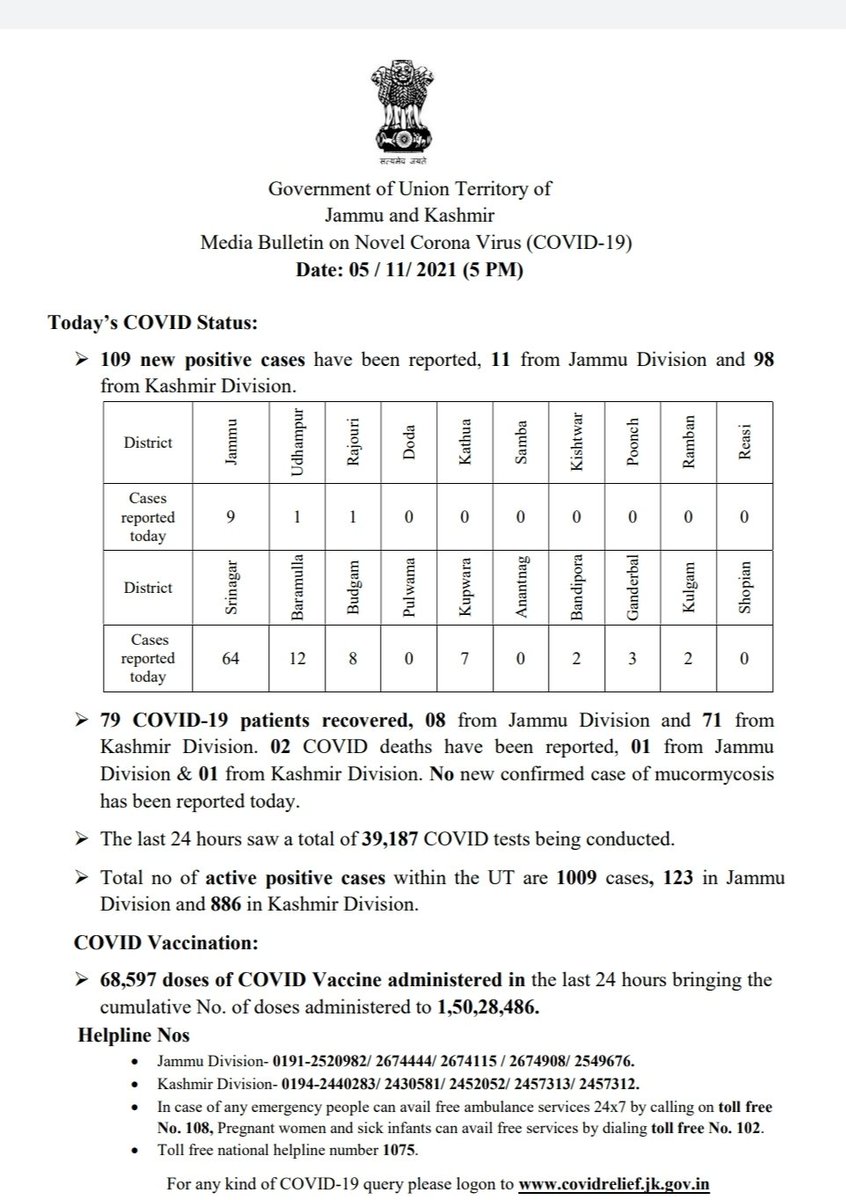 सत्यमेव जयते
Government of Union Territory of
Jammu and Kashmir
Media Bulletin on Novel Corona Virus (COVID-19)
Date: 05 / 11/ 2021 (5 PM)
Today’s COVID Status:
➢ 109 new positive cases have been reported, 11 from Jammu Division and 98
from Kashmir Division.
District Jammu Udhampur Rajouri Doda Kathua Samba Kishtwar Poonch Ramban Reasi
Cases
reported
today 9 1 1 0 0 0 0 0 0 0
District Srinagar Baramulla Budgam Pulwama Kupwara Anantnag Bandipora Ganderbal Kulgam Shopian
Cases
reported
today 64 12 8 0 7 0 2 3 2 0
➢ 79 COVID-19 patients recovered, 08 from Jammu Division and 71 from
Kashmir Division. 02 COVID deaths have been reported, 01 from Jammu
Division & 01 from Kashmir Division. No new confirmed case of mucormycosis
has been reported today.
➢ The last 24 hours saw a total of 39,187 COVID tests being conducted.
➢ Total no of active positive cases within the UT are 1009 cases, 123 in Jammu
Division and 886 in Kashmir Division.
COVID Vaccination:
➢ 68,597 doses of COVID Vaccine administered in the last 24 hours bringing the
cumulative No. of doses administered to 1,50,28,486.
Helpline Nos
• Jammu Division- 0191-2520982/ 2674444/ 2674115 / 2674908/ 2549676.
• Kashmir Division- 0194-2440283/ 2430581/ 2452052/ 2457313/ 2457312.
• In case of any emergency people can avail free ambulance services 24x7 by calling on toll free
No. 108, Pregnant women and sick infants can avail free services by dialing toll free No. 102.
• Toll free national helpline number 1075.
For any kind of COVID-19 query please logon to www.covidrelief.jk.gov.in